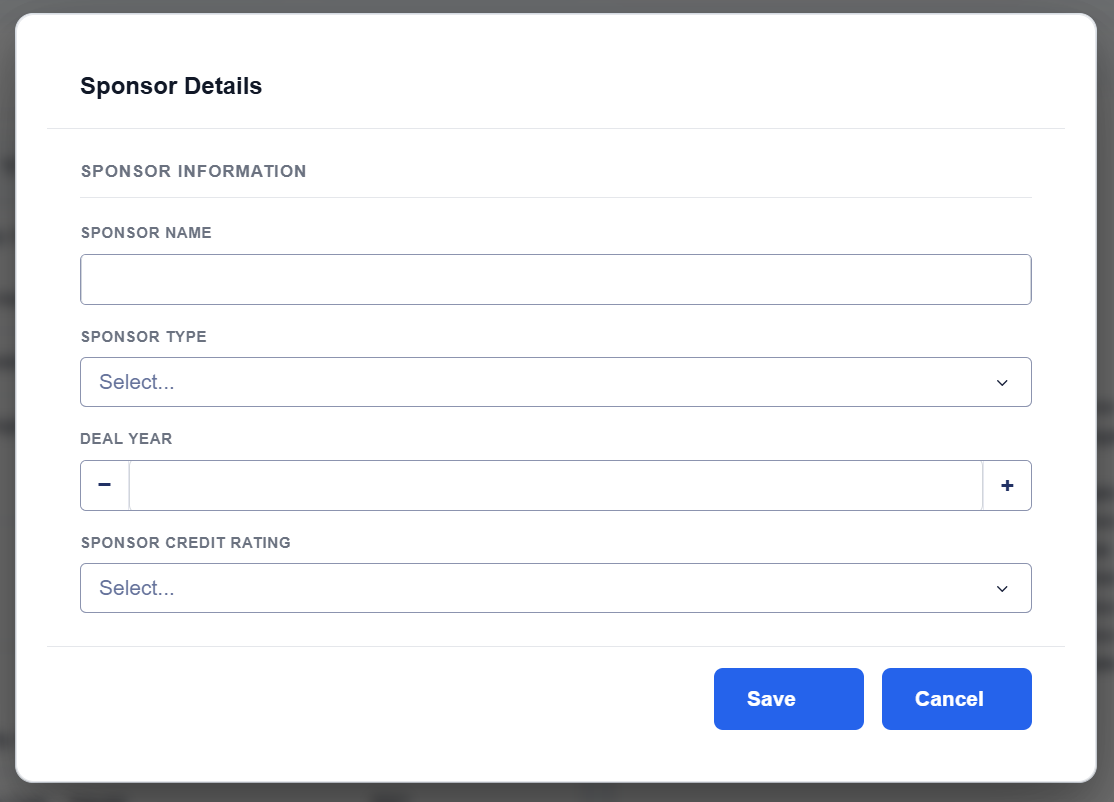 Sponsor Details
SPONSOR INFORMATION
SPONSOR NAME
SPONSOR TYPE
Select...
DEAL YEAR
− +
SPONSOR CREDIT RATING
Select...
Save Cancel